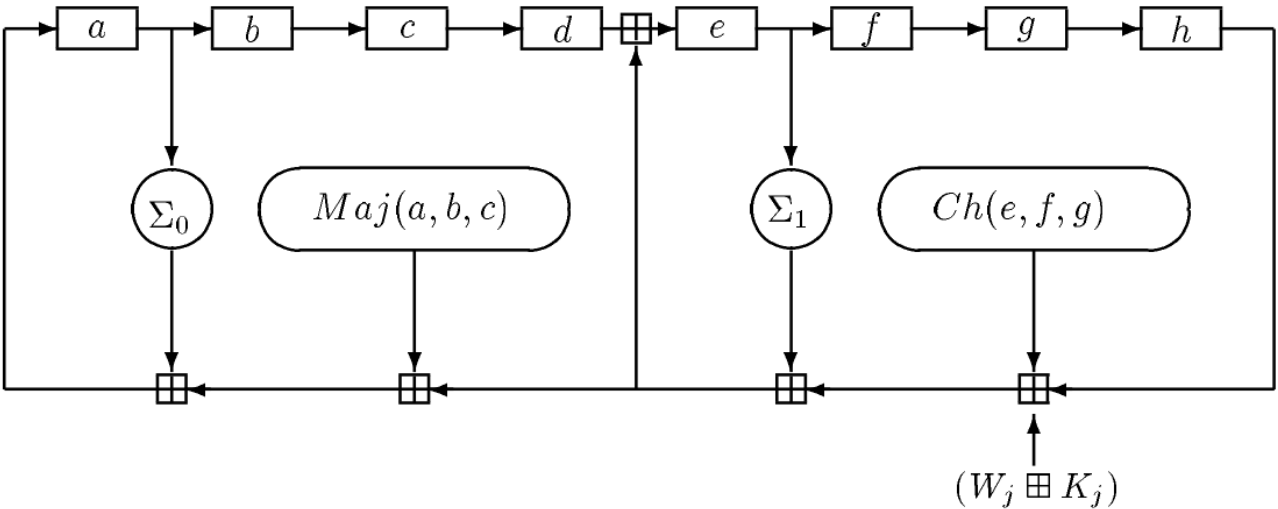 a b c d ⊞ e f g h
Σ₀ Maj(a, b, c) Σ₁ Ch(e, f, g)
⊞ ⊞ ⊞ ⊞
(Wⱼ ⊞ Kⱼ)